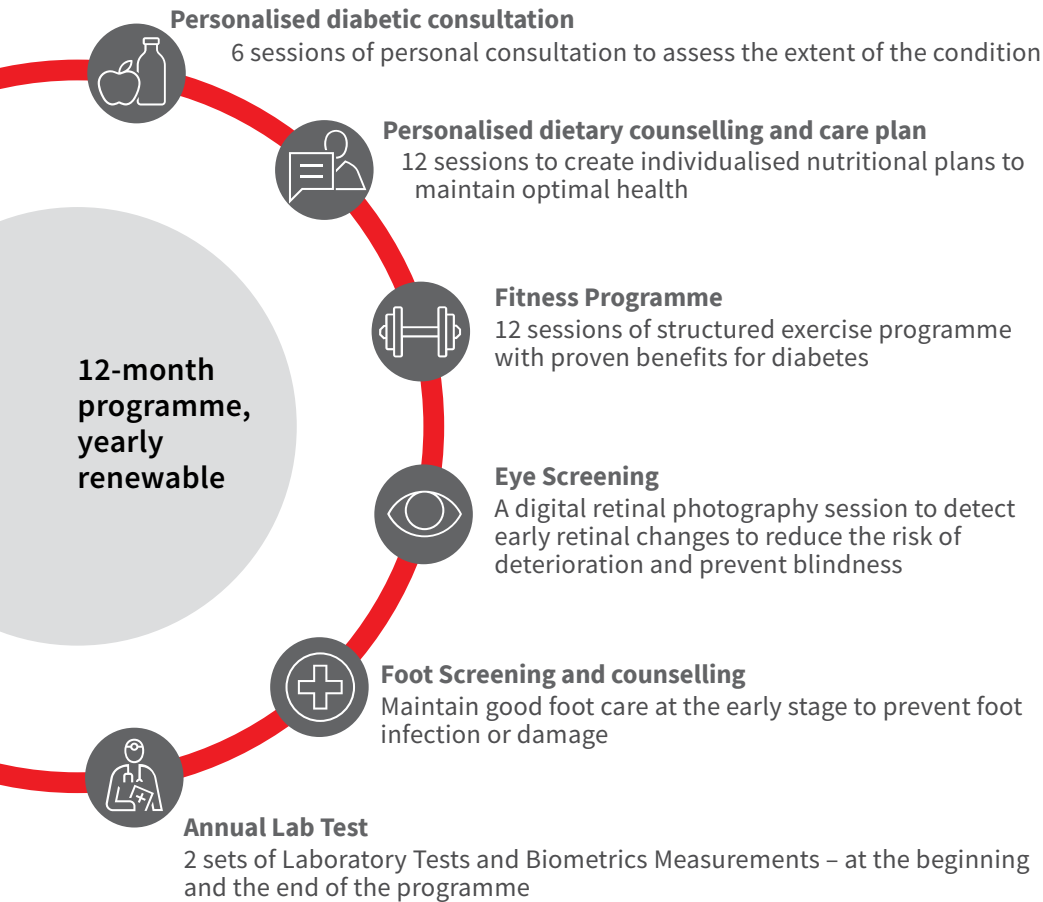 Personalised diabetic consultation
6 sessions of personal consultation to assess the extent of the condition
Personalised dietary counselling and care plan
12 sessions to create individualised nutritional plans to
maintain optimal health
Fitness Programme
12 sessions of structured exercise programme
with proven benefits for diabetes
12-month
programme,
yearly
renewable
Eye Screening
A digital retinal photography session to detect
early retinal changes to reduce the risk of
deterioration and prevent blindness
Foot Screening and counselling
Maintain good foot care at the early stage to prevent foot
infection or damage
Annual Lab Test
2 sets of Laboratory Tests and Biometrics Measurements – at the beginning
and the end of the programme